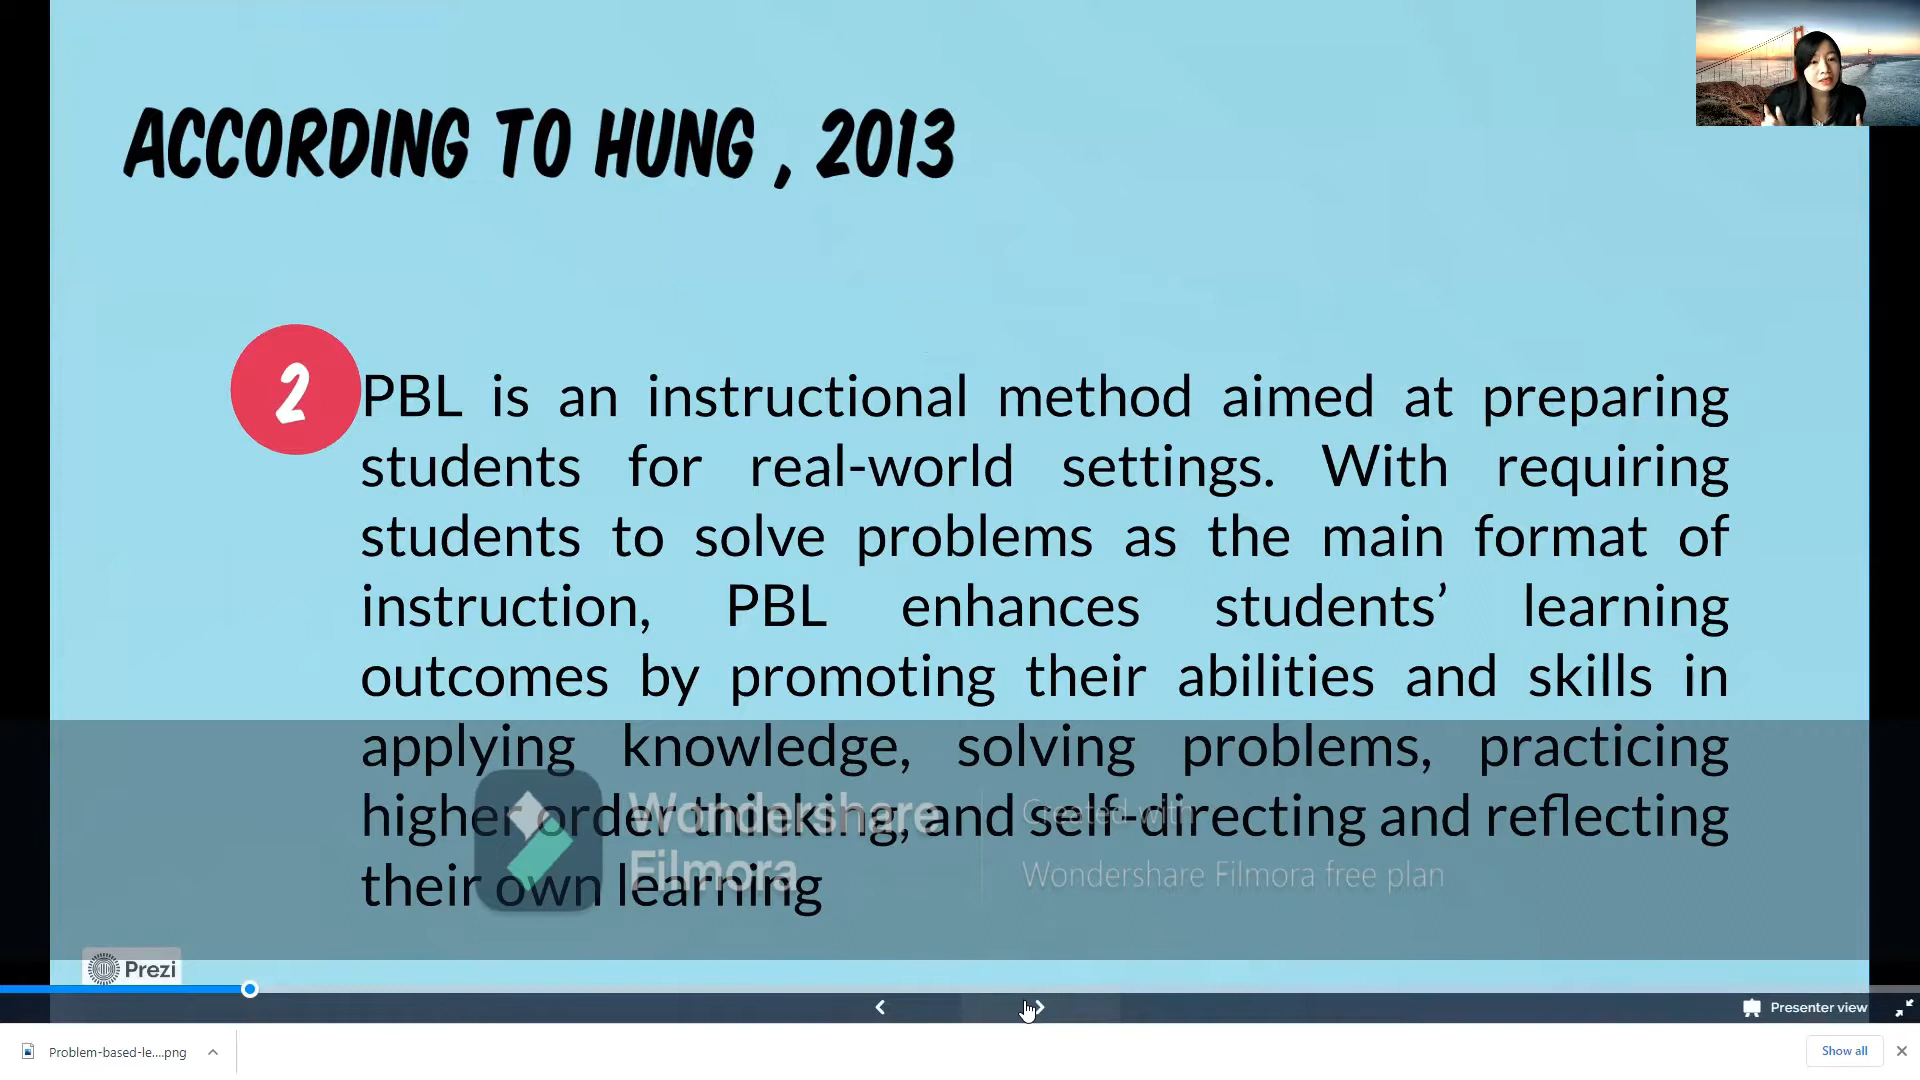 ACCORDING TO HUNG , 2013
2
PBL is an instructional method aimed at preparing
students for real-world settings. With requiring
students to solve problems as the main format of
instruction, PBL enhances students’ learning
outcomes by promoting their abilities and skills in
applying knowledge, solving problems, practicing
higher order thinking, and self-directing and reflecting
their own learning
Wondershare
Filmora
Created with
Wondershare Filmora free plan
Prezi
Presenter view
Problem-based-le....png
Show all